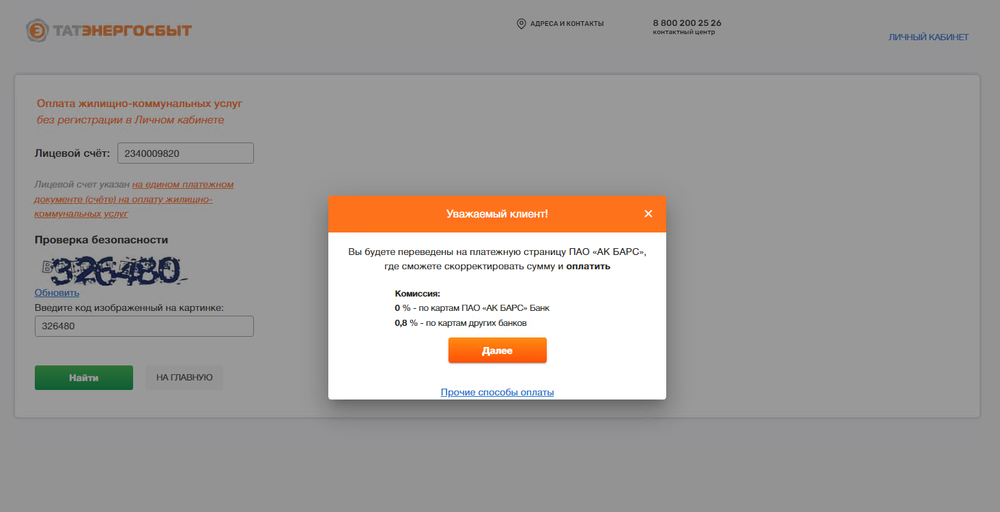 ТАТЭНЕРГОСБЫТ
АДРЕСА И КОНТАКТЫ
8 800 200 25 26
контактный центр
ЛИЧНЫЙ КАБИНЕТ
Оплата жилищно-коммунальных услуг
без регистрации в Личном кабинете
Лицевой счёт: 2340009820
Лицевой счет указан на едином платежном
документе (счёте) на оплату жилищно-
коммунальных услуг
Проверка безопасности
326480
Обновить
Введите код изображенный на картинке:
326480
Найти
НА ГЛАВНУЮ
Уважаемый клиент!
Вы будете переведены на платежную страницу ПАО «АК БАРС»,
где сможете скорректировать сумму и оплатить
Комиссия:
0 % - по картам ПАО «АК БАРС» Банк
0,8 % - по картам других банков
Далее
Прочие способы оплаты